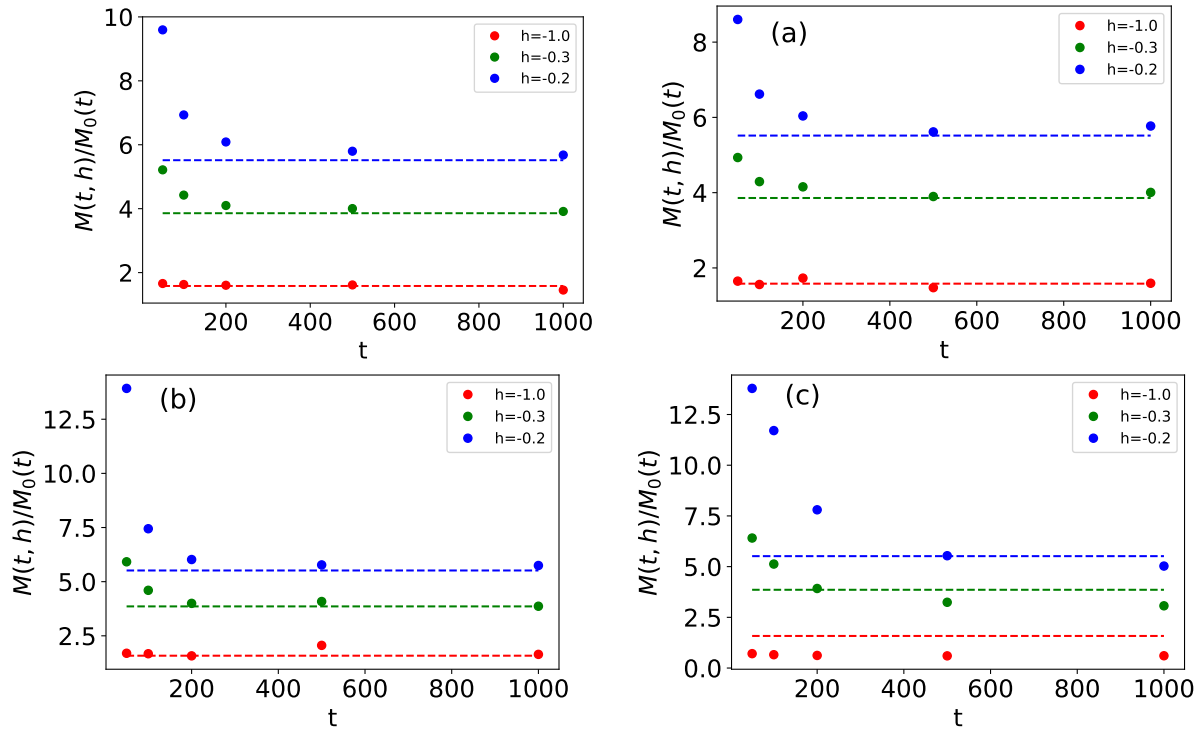 10
8
6
4
2
M(t, h)/M₀(t)
h=-1.0
h=-0.3
h=-0.2
200 400 600 800 1000
t
(a)
8
6
4
2
M(t, h)/M₀(t)
h=-1.0
h=-0.3
h=-0.2
200 400 600 800 1000
t
(b)
12.5
10.0
7.5
5.0
2.5
M(t, h)/M₀(t)
h=-1.0
h=-0.3
h=-0.2
200 400 600 800 1000
t
(c)
12.5
10.0
7.5
5.0
2.5
0.0
M(t, h)/M₀(t)
h=-1.0
h=-0.3
h=-0.2
200 400 600 800 1000
t